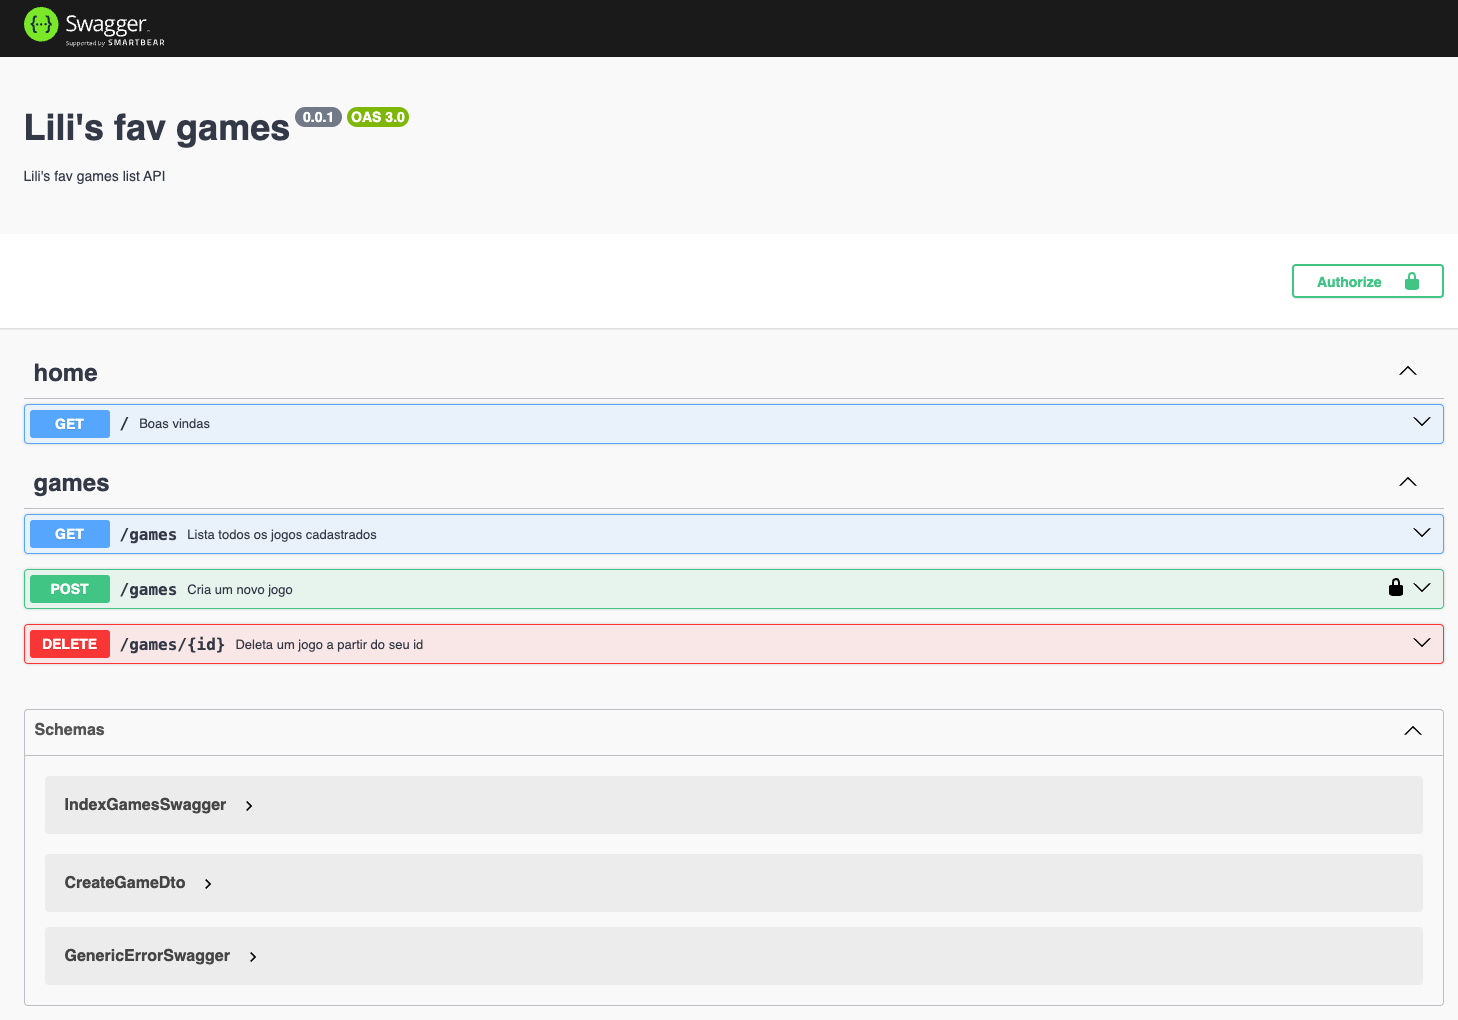 Swagger
Supported by SMARTBEAR
Lili's fav games 0.0.1 OAS 3.0
Lili's fav games list API
Authorize
home
GET / Boas vindas
games
GET /games Lista todos os jogos cadastrados
POST /games Cria um novo jogo
DELETE /games/{id} Deleta um jogo a partir do seu id
Schemas
IndexGamesSwagger
CreateGameDto
GenericErrorSwagger